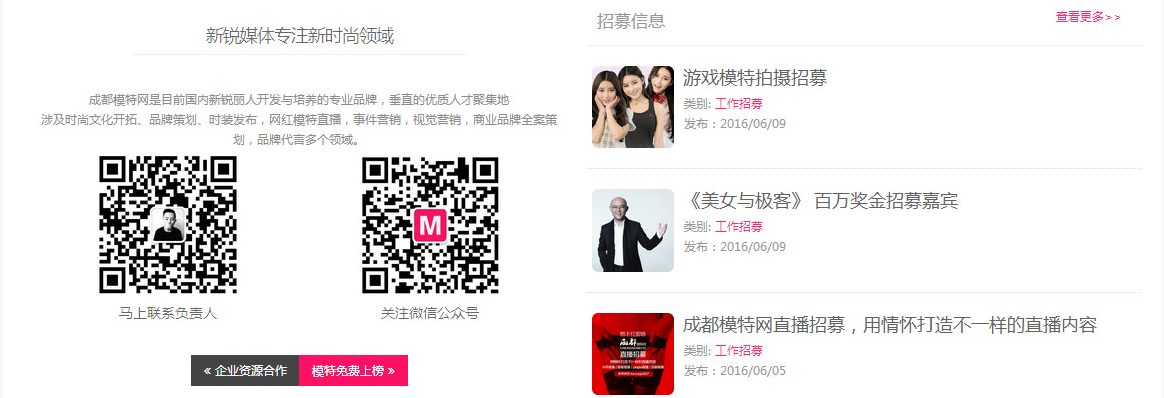 新锐媒体专注新时尚领域
成都模特网是目前国内新锐丽人开发与培养的专业品牌，垂直的优质人才聚集地
涉及时尚文化开拓、品牌策划、时装发布，网红模特直播，事件营销，视觉营销，商业品牌全案策
划，品牌代言多个领域。
M
马上联系负责人
关注微信公众号
« 企业资源合作
模特免费上榜 »
招募信息
查看更多>>
游戏模特拍摄招募
类别: 工作招募
发布：2016/06/09
《美女与极客》 百万奖金招募嘉宾
类别: 工作招募
发布：2016/06/09
成都模特网直播招募，用情怀打造不一样的直播内容
类别: 工作招募
发布：2016/06/05
直播招募